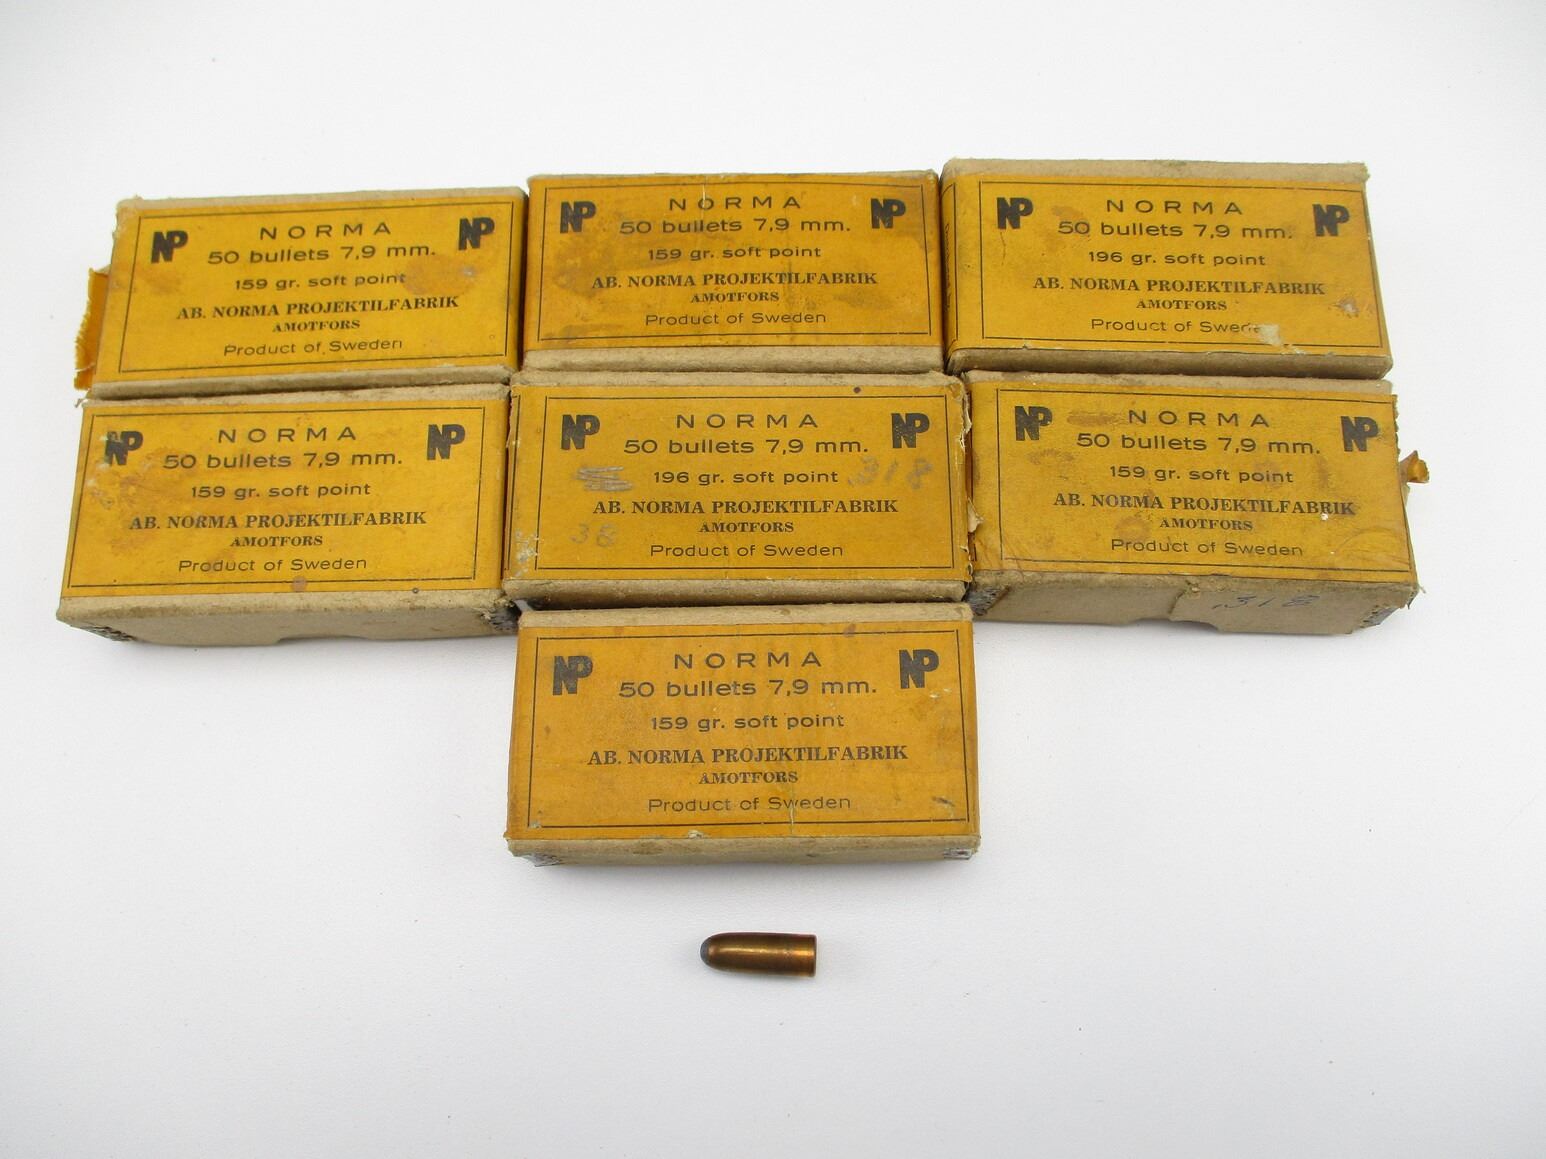 NP NORMA NP
50 bullets 7,9 mm.
159 gr. soft point
AB. NORMA PROJEKTILFABRIK
AMOTFORS
Product of Sweden
NP NORMA NP
50 bullets 7,9 mm.
159 gr. soft point
AB. NORMA PROJEKTILFABRIK
AMOTFORS
Product of Sweden
NP NORMA NP
50 bullets 7,9 mm.
196 gr. soft point
AB. NORMA PROJEKTILFABRIK
AMOTFORS
Product of Swede
NP NORMA NP
50 bullets 7,9 mm.
159 gr. soft point
AB. NORMA PROJEKTILFABRIK
AMOTFORS
Product of Sweden
NP NORMA NP
50 bullets 7,9 mm.
196 gr. soft point .318
AB. NORMA PROJEKTILFABRIK
38 AMOTFORS
Product of Sweden
NP NORMA NP
50 bullets 7,9 mm.
159 gr. soft point
AB. NORMA PROJEKTILFABRIK
AMOTFORS
Product of Sweden
.318
NP NORMA NP
50 bullets 7,9 mm.
159 gr. soft point
AB. NORMA PROJEKTILFABRIK
AMOTFORS
Product of Sweden